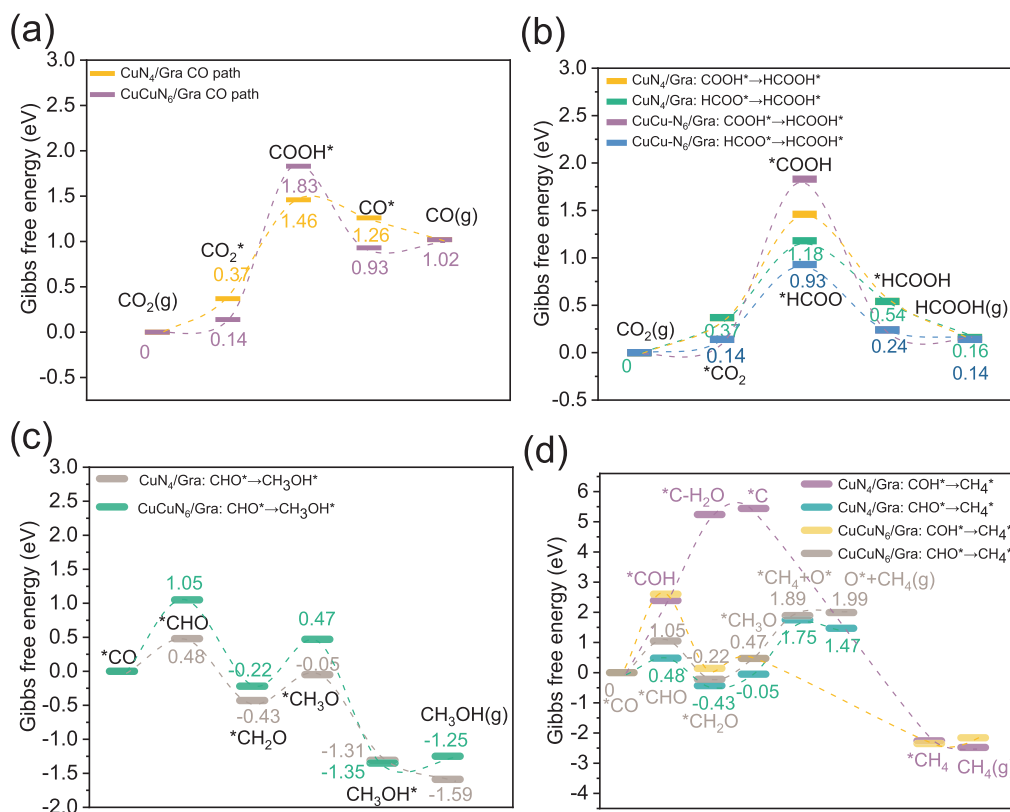 (a)
3.0
2.5
2.0
1.5
1.0
0.5
0.0
-0.5
Gibbs free energy (eV)
CuN₄/Gra CO path
CuCuN₆/Gra CO path
COOH*
1.83
1.46
CO*
1.26
0.93
CO(g)
1.02
CO₂*
0.37
0.14
CO₂(g)
0
(b)
3.0
2.5
2.0
1.5
1.0
0.5
0.0
-0.5
Gibbs free energy (eV)
CuN₄/Gra: COOH*→HCOOH*
CuN₄/Gra: HCOO*→HCOOH*
CuCu-N₆/Gra: COOH*→HCOOH*
CuCu-N₆/Gra: HCOO*→HCOOH*
*COOH
1.18
0.93
*HCOO
*HCOOH
0.54
0.24
HCOOH(g)
0.16
0.14
CO₂(g)
0
0.37
0.14
*CO₂
(c)
3.0
2.5
2.0
1.5
1.0
0.5
0.0
-0.5
-1.0
-1.5
-2.0
Gibbs free energy (eV)
CuN₄/Gra: CHO*→CH₃OH*
CuCuN₆/Gra: CHO*→CH₃OH*
1.05
*CHO
0.48
*CO
-0.22
-0.43
*CH₂O
0.47
-0.05
*CH₃O
-1.31
-1.35
CH₃OH*
CH₃OH(g)
-1.25
-1.59
(d)
6
5
4
3
2
1
0
-1
-2
-3
-4
Gibbs free energy (eV)
CuN₄/Gra: COH*→CH₄*
CuN₄/Gra: CHO*→CH₄*
CuCuN₆/Gra: COH*→CH₄*
CuCuN₆/Gra: CHO*→CH₄*
*C-H₂O
*C
*COH
1.05
0.48
0
*CO
*CHO
-0.22
-0.43
*CH₂O
*CH₃O
0.47
-0.05
*CH₄+O*
1.89
1.75
O*+CH₄(g)
1.99
1.47
*CH₄
CH₄(g